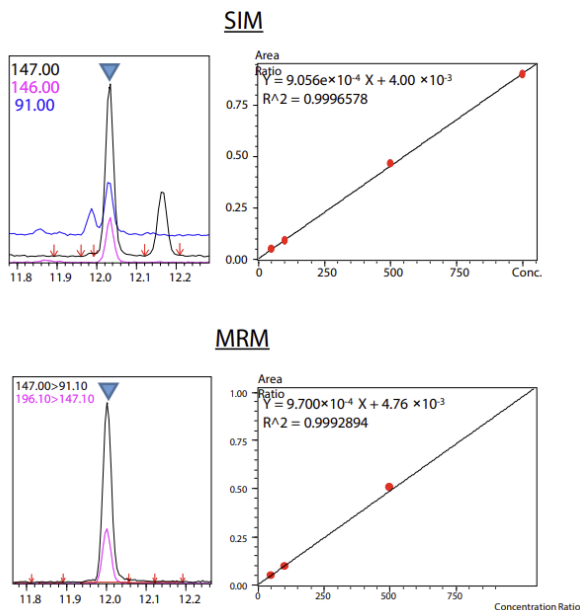 SIM
147.00
146.00
91.00
11.8 11.9 12.0 12.1 12.2
Area
Ratio
Y = 9.056e×10-4 X + 4.00 ×10-3
R^2 = 0.9996578
0.75
0.50
0.25
0.00
0 250 500 750 Conc.
MRM
147.00>91.10
196.10>147.10
11.8 11.9 12.0 12.1 12.2
Area
Ratio
1.00
Y = 9.700×10-4 X + 4.76 ×10-3
R^2 = 0.9992894
0.75
0.50
0.25
0.00
0 250 500 750
Concentration Ratio